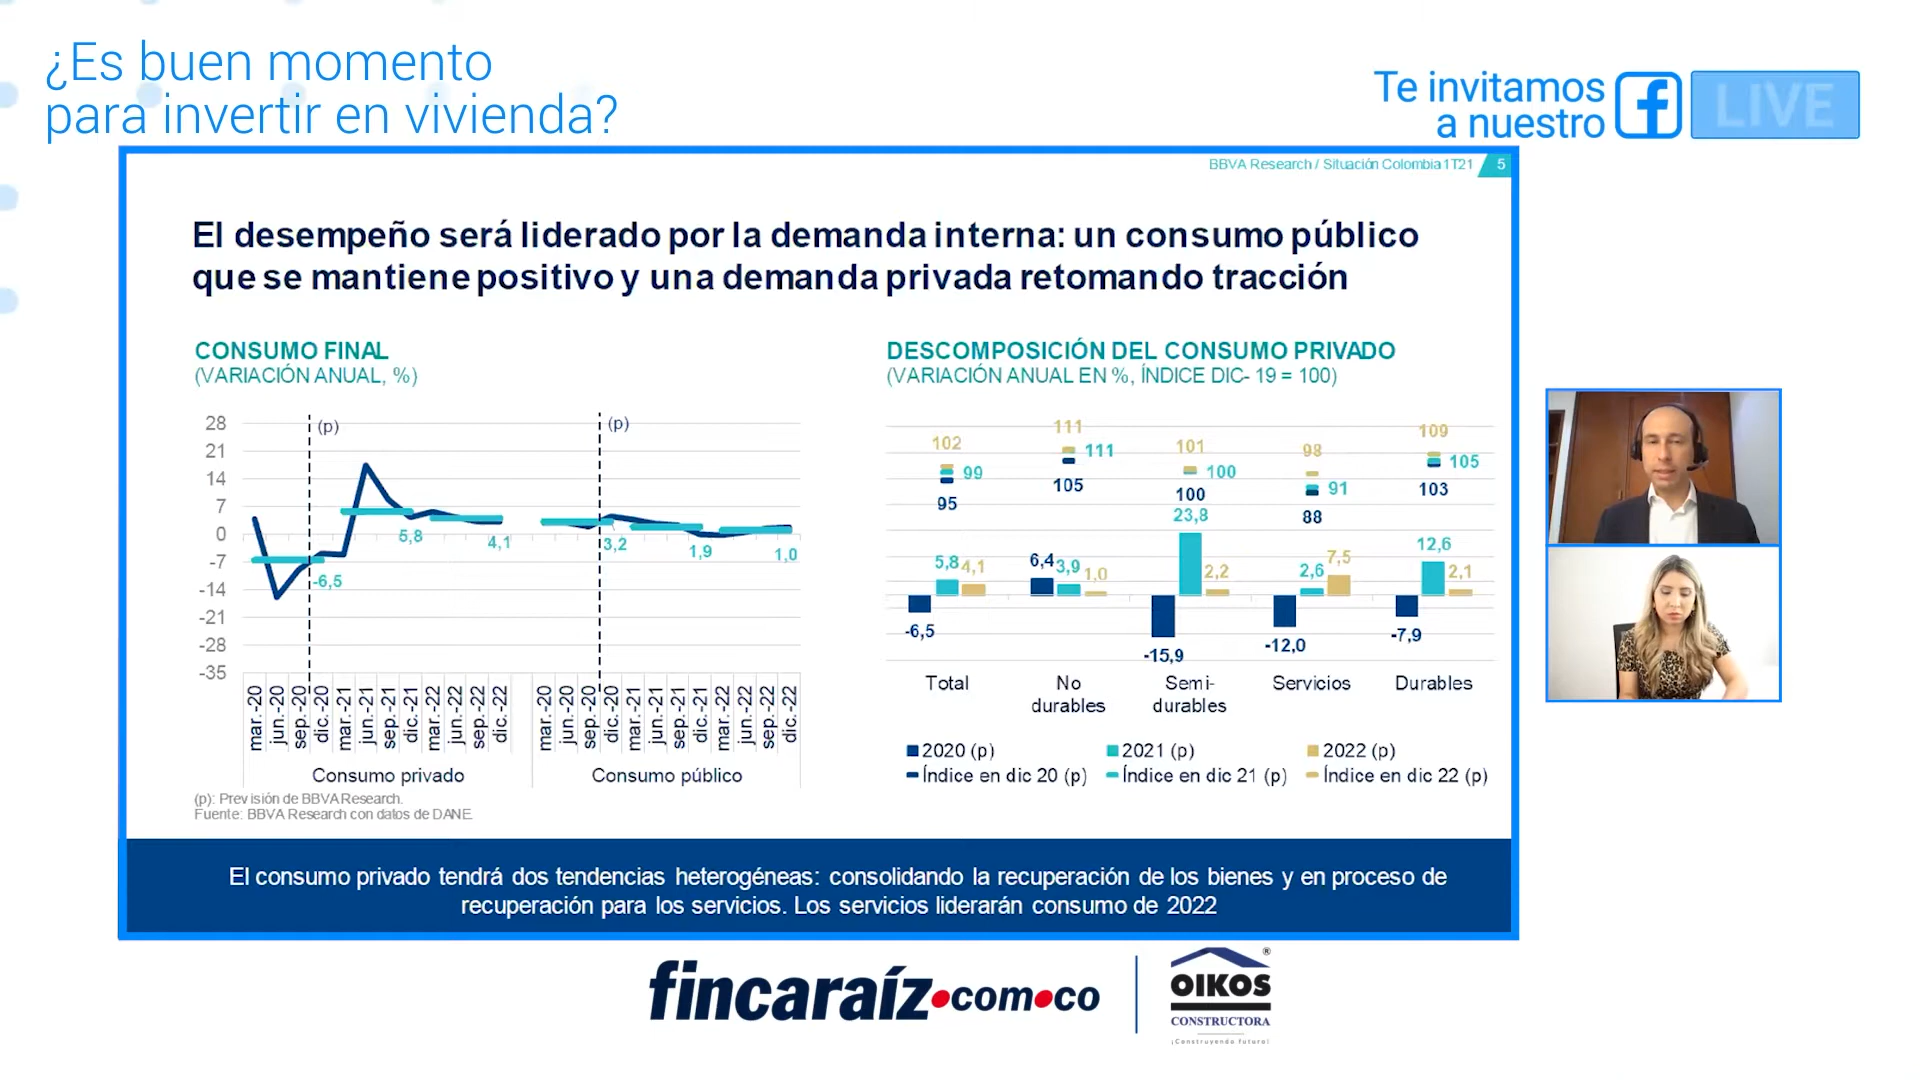 ¿Es buen momento
para invertir en vivienda?
Te invitamos
a nuestro
LIVE
BBVA Research / Situación Colombia 1T21 5
El desempeño será liderado por la demanda interna: un consumo público
que se mantiene positivo y una demanda privada retomando tracción
CONSUMO FINAL
(VARIACIÓN ANUAL, %)
28
21
14
7
0
-7
-14
-21
-28
-35
(p)
(p)
-6,5
5,8
4,1
3,2
1,9
1,0
mar.-20
jun.-20
sep.-20
dic.-20
mar.-21
jun.-21
sep.-21
dic.-21
mar.-22
jun.-22
sep.-22
dic.-22
mar.-20
jun.-20
sep.-20
dic.-20
mar.-21
jun.-21
sep.-21
dic.-21
mar.-22
jun.-22
sep.-22
dic.-22
Consumo privado
Consumo público
(p): Previsión de BBVA Research.
Fuente: BBVA Research con datos de DANE.
DESCOMPOSICIÓN DEL CONSUMO PRIVADO
(VARIACIÓN ANUAL EN %, ÍNDICE DIC- 19 = 100)
102
99
95
111
111
105
101
100
100
98
91
88
109
105
103
-6,5
5,8
4,1
6,4
3,9
1,0
-15,9
23,8
2,2
-12,0
2,6
7,5
-7,9
12,6
2,1
Total
No
durables
Semi-
durables
Servicios
Durables
2020 (p)
2021 (p)
2022 (p)
Índice en dic 20 (p)
Índice en dic 21 (p)
Índice en dic 22 (p)
El consumo privado tendrá dos tendencias heterogéneas: consolidando la recuperación de los bienes y en proceso de
recuperación para los servicios. Los servicios liderarán consumo de 2022
fincaraíz.com.co
OIKOS
®
CONSTRUCTORA
¡Construyendo futuro!